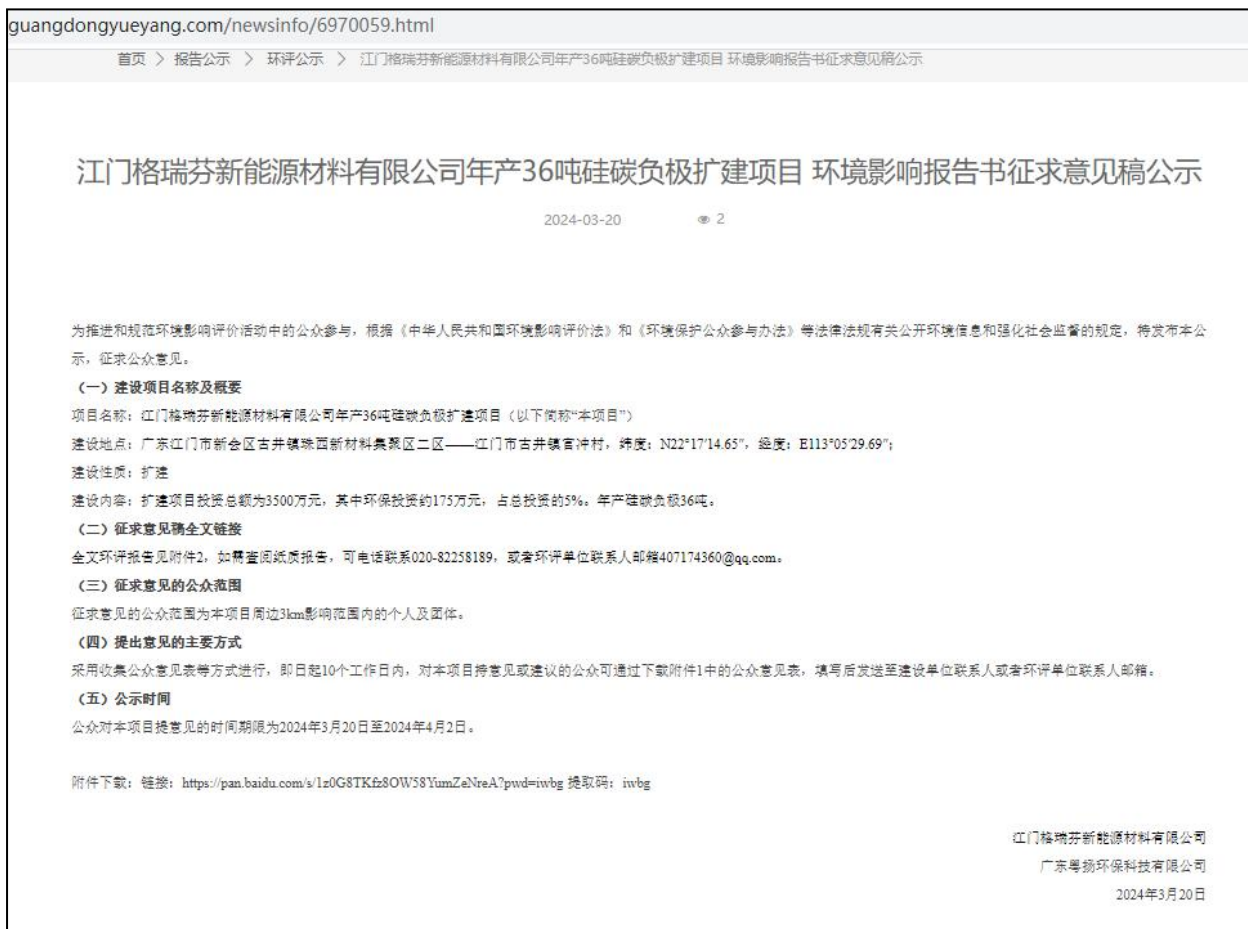 guangdongyueyang.com/newsinfo/6970059.html
首页 > 报告公示 > 环评公示 > 江门格瑞芬新能源材料有限公司年产36吨硅碳负极扩建项目 环境影响报告书征求意见稿公示
江门格瑞芬新能源材料有限公司年产36吨硅碳负极扩建项目 环境影响报告书征求意见稿公示
2024-03-20 2
为推进和规范环境影响评价活动中的公众参与，根据《中华人民共和国环境影响评价法》和《环境保护公众参与办法》等法律法规有关公开环境信息和强化社会监督的规定，特发布本公
示，征求公众意见。
（一）建设项目名称及概要
项目名称：江门格瑞芬新能源材料有限公司年产36吨硅碳负极扩建项目（以下简称“本项目”）
建设地点：广东江门市新会区古井镇珠西新材料集聚区二区——江门市古井镇官冲村，纬度：N22°17'14.65″，经度：E113°05'29.69″；
建设性质：扩建
建设内容：扩建项目投资总额为3500万元，其中环保投资约175万元，占总投资的5%。年产硅碳负极36吨。
（二）征求意见稿全文链接
全文环评报告见附件2，如需查阅纸质报告，可电话联系020-82258189，或者环评单位联系人邮箱407174360@qq.com。
（三）征求意见的公众范围
征求意见的公众范围为本项目周边3km影响范围内的个人及团体。
（四）提出意见的主要方式
采用收集公众意见表等方式进行，即日起10个工作日内，对本项目持意见或建议的公众可通过下载附件1中的公众意见表，填写后发送至建设单位联系人或者环评单位联系人邮箱。
（五）公示时间
公众对本项目提意见的时间期限为2024年3月20日至2024年4月2日。
附件下载：链接：https://pan.baidu.com/s/1z0G8TKfz8OW58YumZeNreA?pwd=iwbg 提取码：iwbg
江门格瑞芬新能源材料有限公司
广东粤扬环保科技有限公司
2024年3月20日